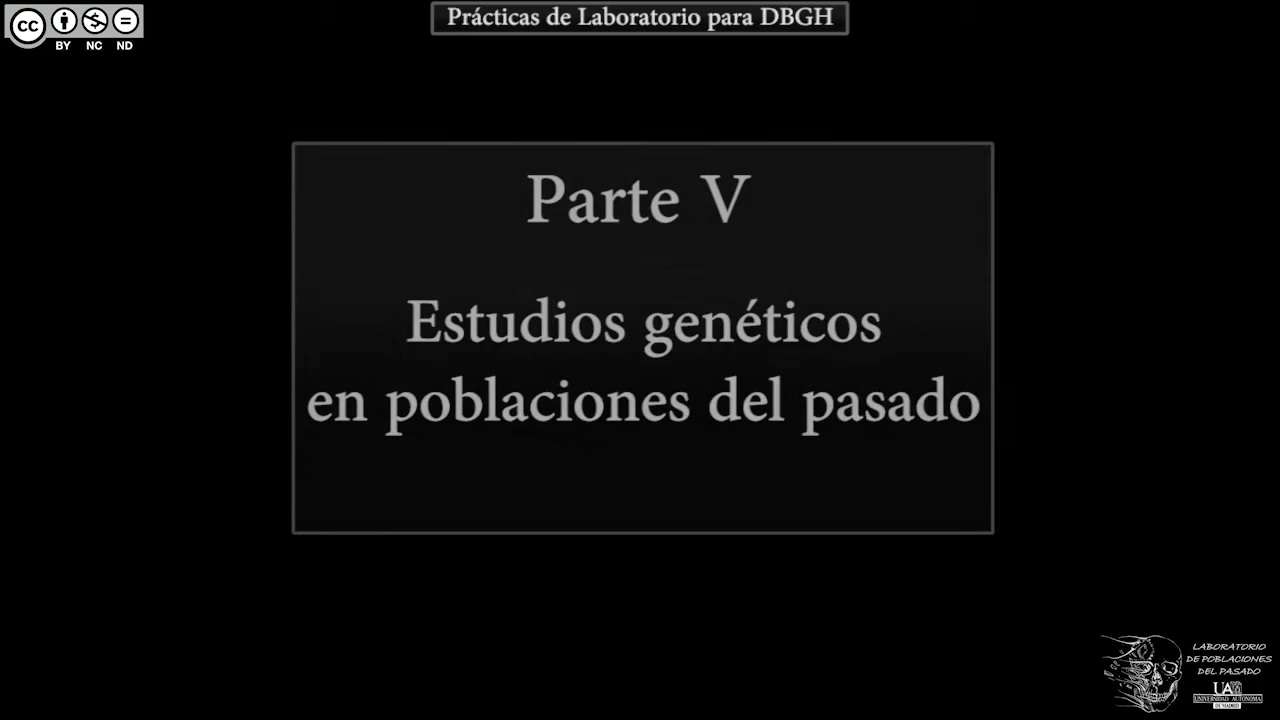 Prácticas de Laboratorio para DBGH
cc
BY NC ND
Parte V
Estudios genéticos
en poblaciones del pasado
LABORATORIO
DE POBLACIONES
DEL PASADO
UAM
UNIVERSIDAD AUTONOMA
DE MADRID